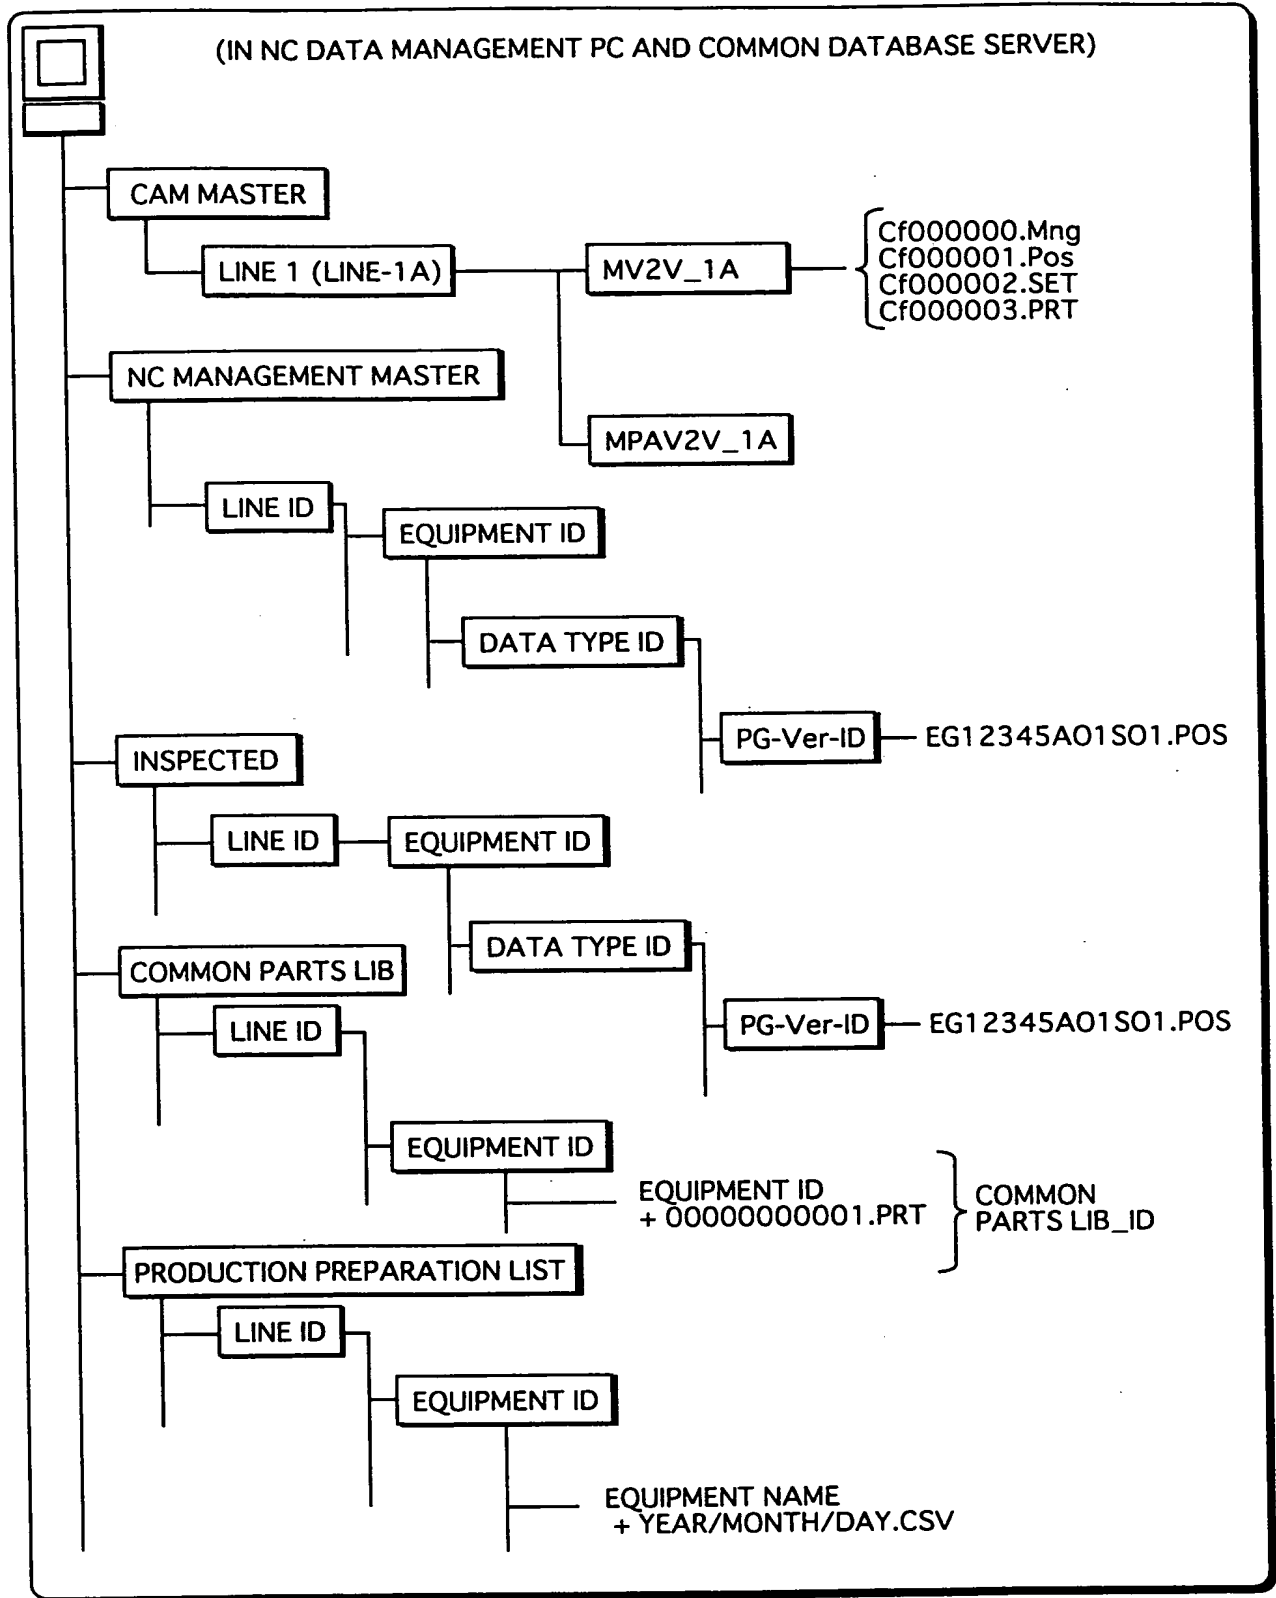 (IN NC DATA MANAGEMENT PC AND COMMON DATABASE SERVER)
CAM MASTER
LINE 1 (LINE-1A)
MV2V_1A
Cf000000.Mng
Cf000001.Pos
Cf000002.SET
Cf000003.PRT
NC MANAGEMENT MASTER
MPAV2V_1A
LINE ID
EQUIPMENT ID
DATA TYPE ID
PG-Ver-ID
EG12345A01S01.POS
INSPECTED
LINE ID
EQUIPMENT ID
DATA TYPE ID
COMMON PARTS LIB
PG-Ver-ID
EG12345A01S01.POS
LINE ID
EQUIPMENT ID
EQUIPMENT ID
+ 00000000001.PRT
COMMON
PARTS LIB_ID
PRODUCTION PREPARATION LIST
LINE ID
EQUIPMENT ID
EQUIPMENT NAME
+ YEAR/MONTH/DAY.CSV